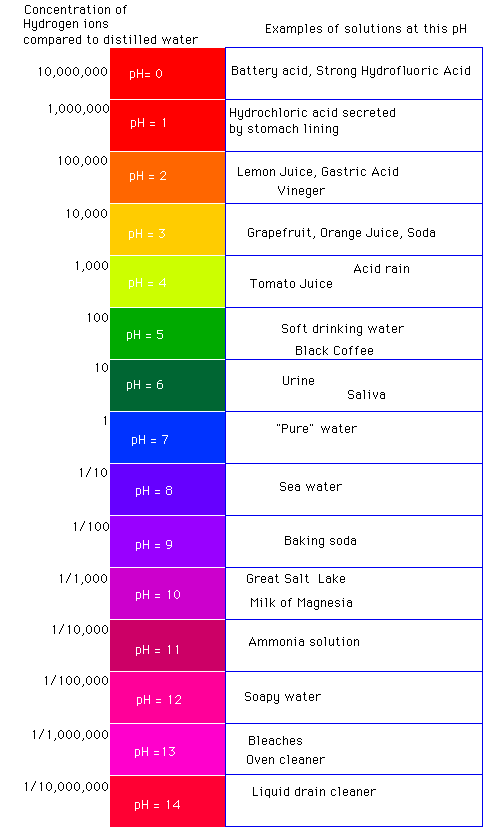 Concentration of
Hydrogen ions
compared to distilled water
Examples of solutions at this pH
10,000,000 pH= 0 Battery acid, Strong Hydrofluoric Acid
1,000,000 pH = 1 Hydrochloric acid secreted
by stomach lining
100,000 pH = 2 Lemon Juice, Gastric Acid
Vineger
10,000 pH = 3 Grapefruit, Orange Juice, Soda
1,000 pH = 4 Acid rain
Tomato Juice
100 pH = 5 Soft drinking water
Black Coffee
10 pH = 6 Urine
Saliva
1 pH = 7 "Pure" water
1/10 pH = 8 Sea water
1/100 pH = 9 Baking soda
1/1,000 pH = 10 Great Salt Lake
Milk of Magnesia
1/10,000 pH = 11 Ammonia solution
1/100,000 pH = 12 Soapy water
1/1,000,000 pH =13 Bleaches
Oven cleaner
1/10,000,000 pH = 14 Liquid drain cleaner